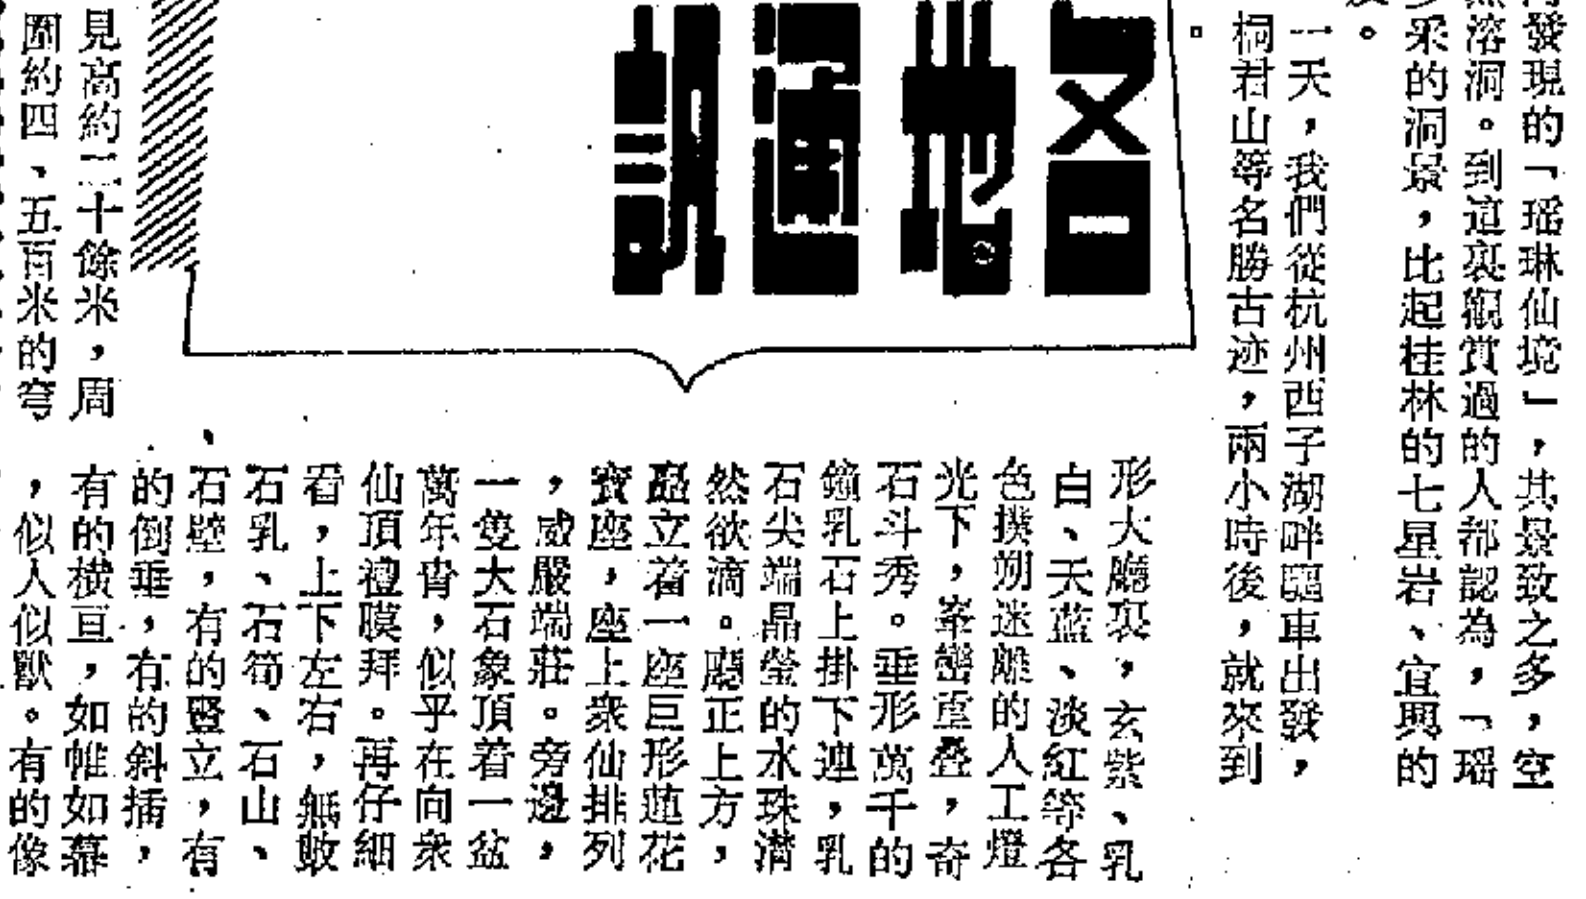 發現的「瑤琳仙境」，其景致之多，空
溶洞。到這裏觀賞過的人都認為，「瑤
采的洞景，比起桂林的七星岩、宜興的
。
一天，我們從杭州西子湖畔驅車出發，
桐君山等名勝古迹，兩小時後，就來到
。
各地通訊
見高約二十餘米，周
圍約四、五百米的穹
形大廳裏，玄紫、乳
白、天藍、淡紅等各
色撲朔迷離的人工燈
光下，峯巒重疊，奇
石斗秀。垂形萬千的
鐘乳石上掛下連，乳
石尖端晶瑩的水珠潸
然欲滴。廳正上方，
矗立着一座巨形蓮花
寳座，座上衆仙排列
，威嚴端莊。旁邊，
一隻大石象頂着一盆
萬年青，似乎在向衆
仙頂禮膜拜。再仔細
看，上下左右，無數
石乳、石筍、石山、
石壁，有的豎立，有
的倒垂，有的斜插，
有的橫亘，如帷如幕
，似人似獸。有的像